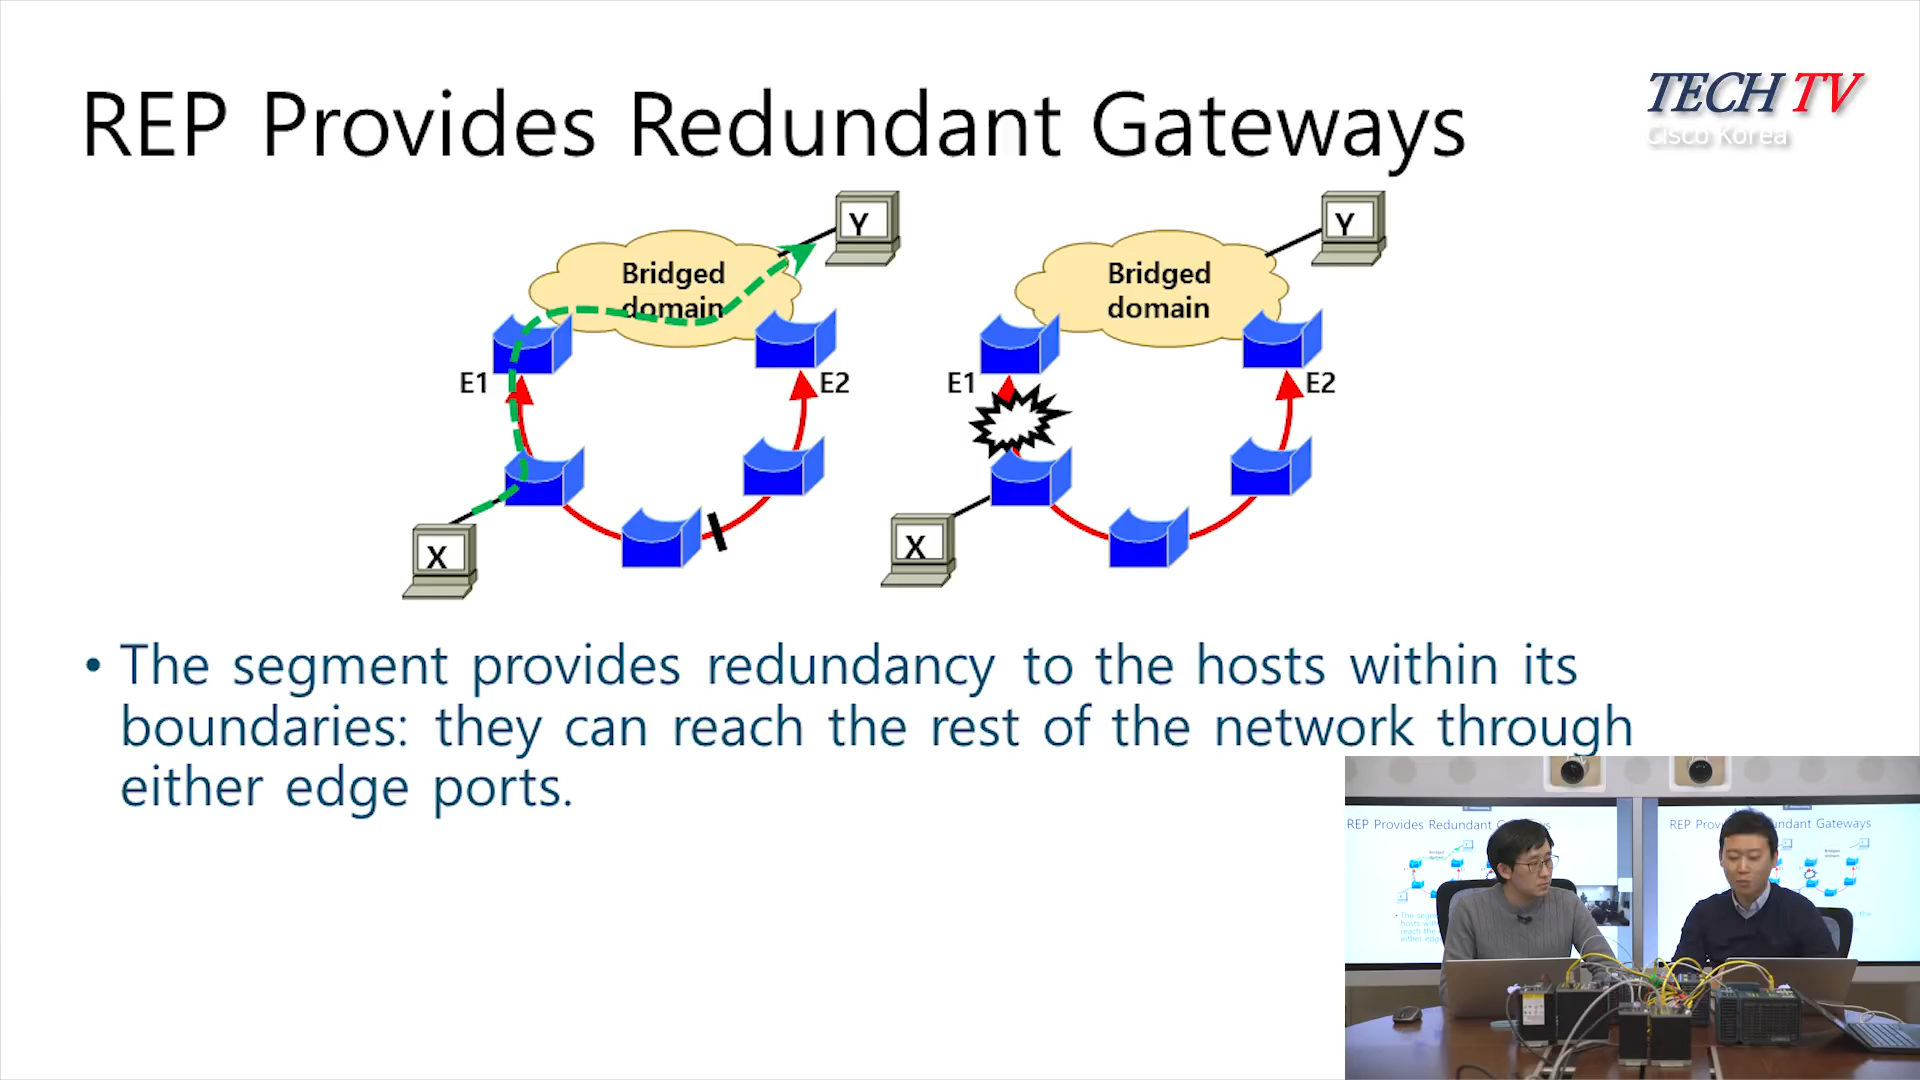 TECH TV
Cisco Korea
REP Provides Redundant Gateways
Y
Bridged
domain
E1
E2
X
Y
Bridged
domain
E1
E2
X
• The segment provides redundancy to the hosts within its
boundaries: they can reach the rest of the network through
either edge ports.
REP Provides Redundant
REP Provides Redundant Gateways